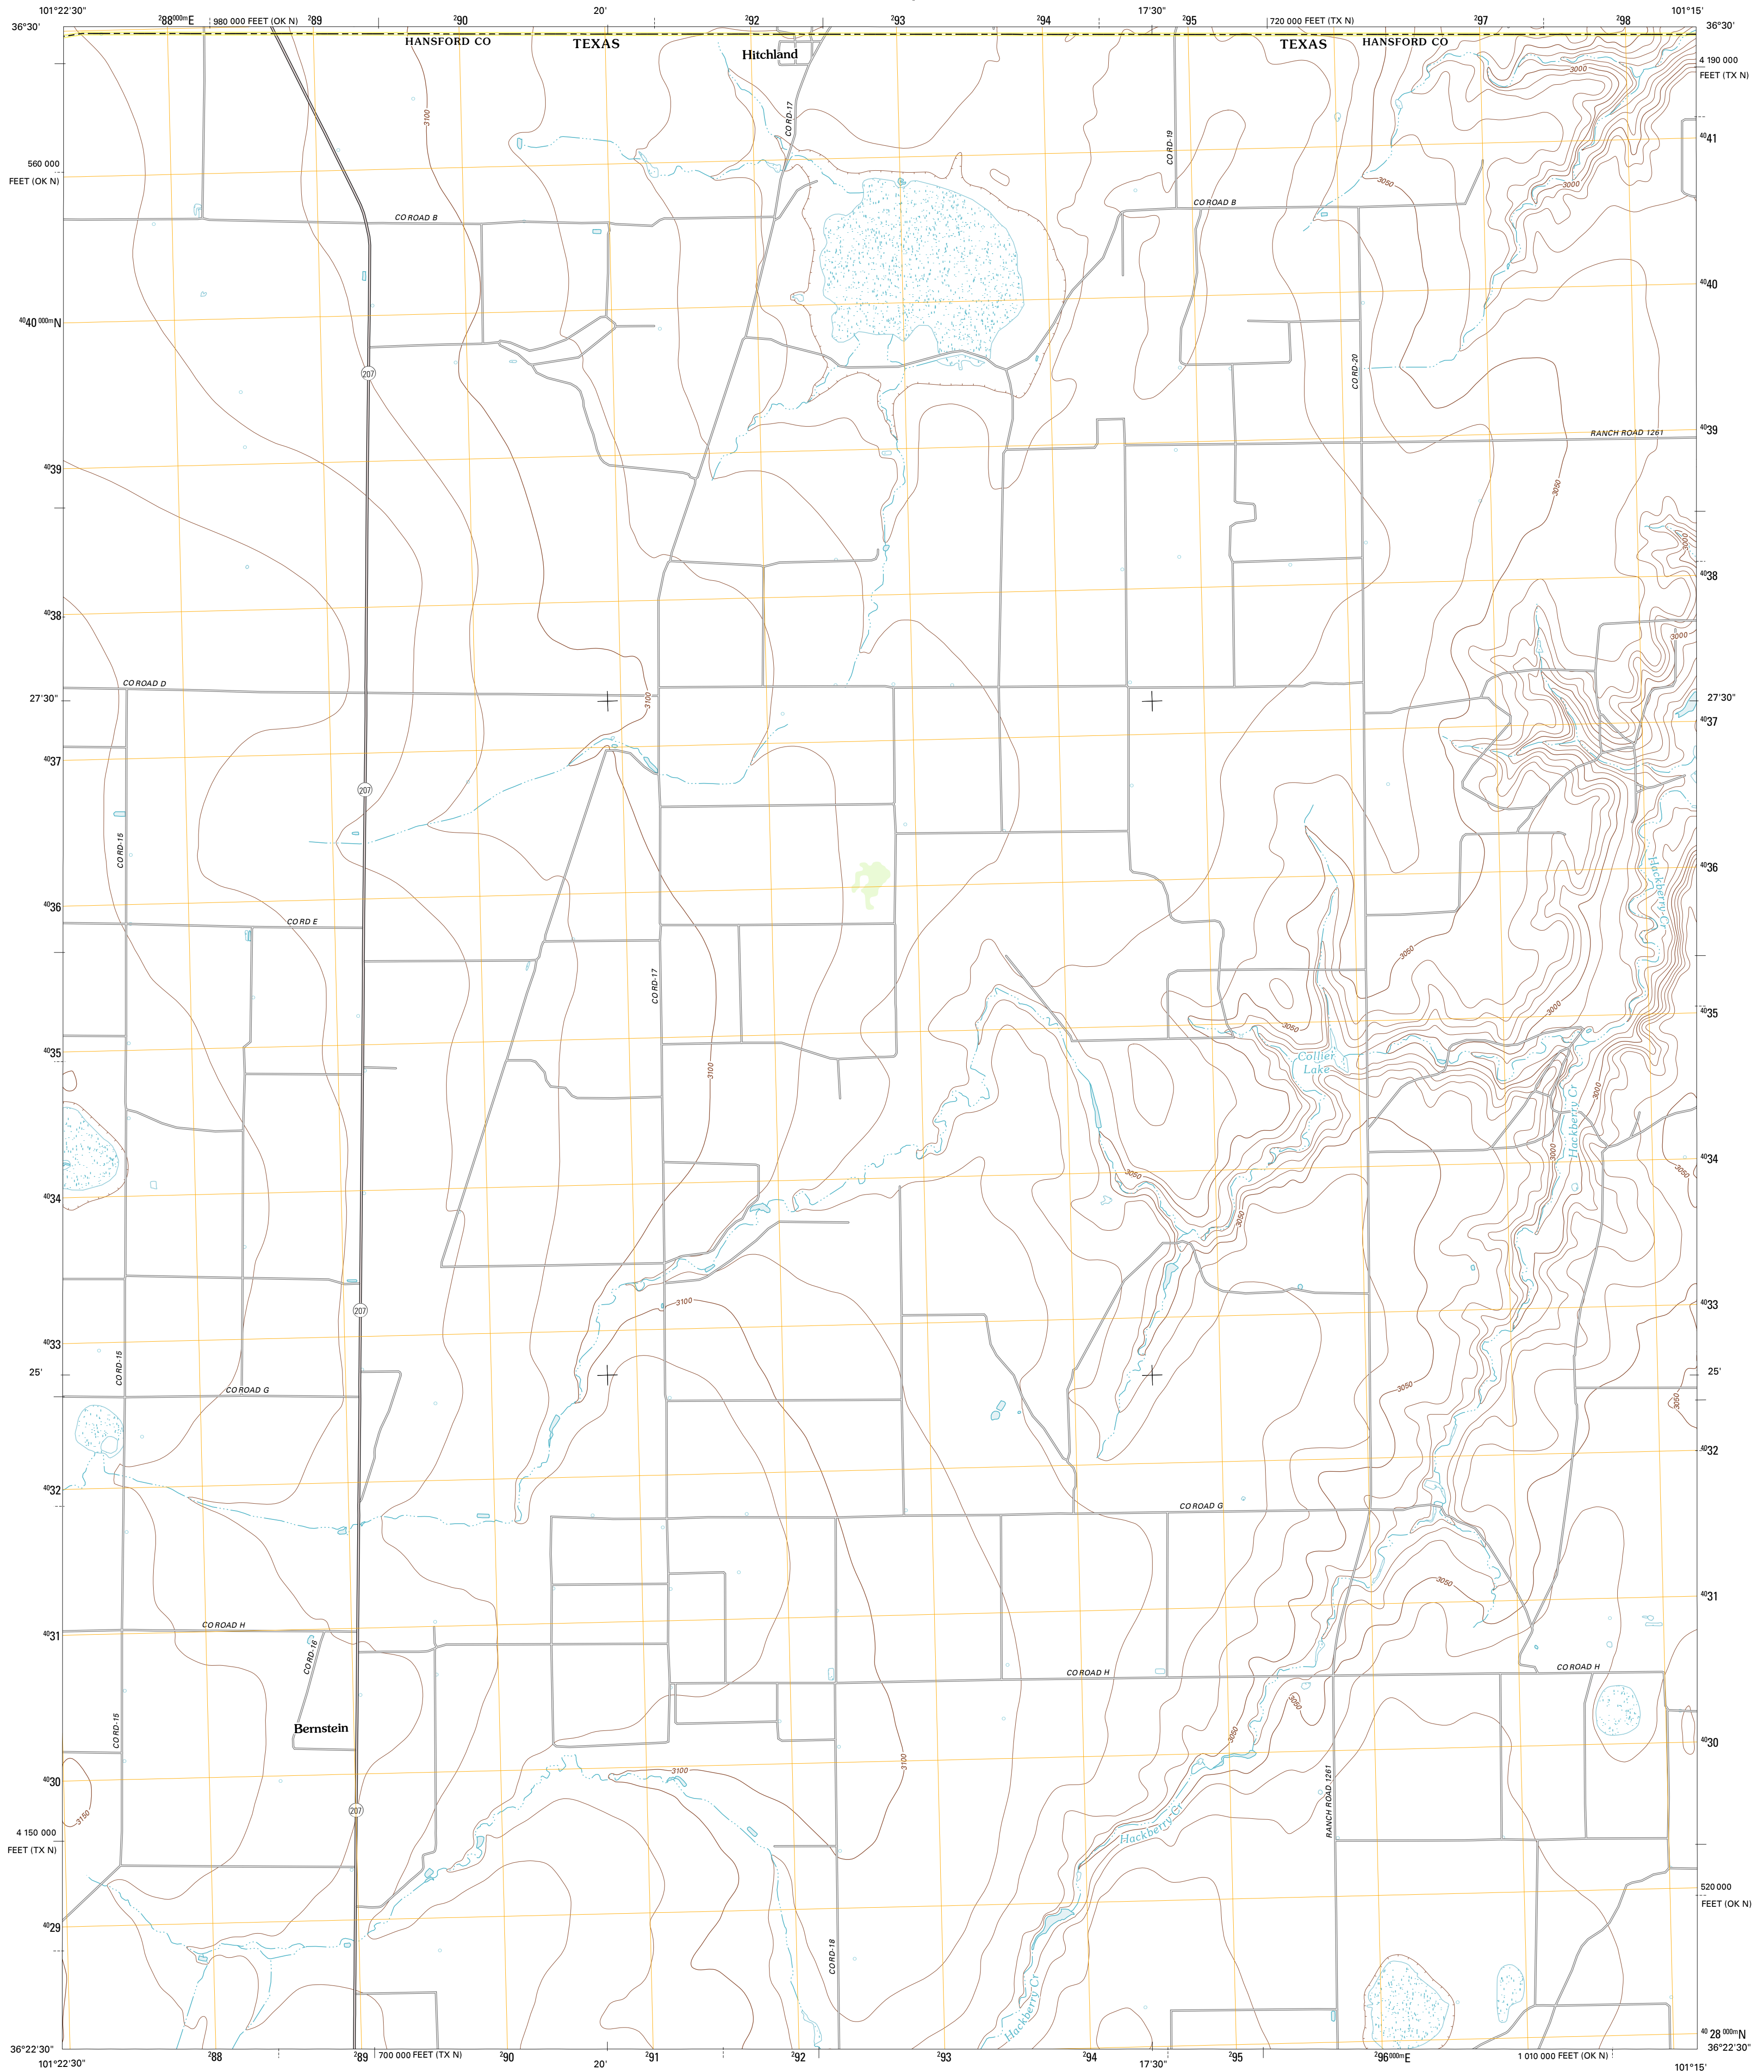 101°22'30"
²88⁰⁰⁰ᵐE
980 000 FEET (OK N)
²89
²90
20'
²92
²93
²94
17'30"
²95
720 000 FEET (TX N)
²97
²98
101°15'
36°30'
36°30'
HANSFORD CO
TEXAS
Hitchland
TEXAS
HANSFORD CO
4 190 000
FEET (TX N)
3000
3100
CO RD-17
CO RD-19
⁴⁰41
560 000
FEET (OK N)
3050
3000
CO ROAD B
CO ROAD B
⁴⁰40
⁴⁰40⁰⁰⁰ᵐN
207
CO RD-20
⁴⁰39
RANCH ROAD 1261
⁴⁰39
3050
3000
⁴⁰38
⁴⁰38
3000
CO ROAD D
27'30"
3100
27'30"
⁴⁰37
⁴⁰37
207
CO RD-15
⁴⁰36
Hackberry Cr
⁴⁰36
CO RD E
3050
CO RD-17
3000
⁴⁰35
3050
⁴⁰35
Collier
Lake
3100
3000
Hackberry Cr
3000
⁴⁰34
3050
3050
⁴⁰34
3050
3100
⁴⁰33
207
⁴⁰33
CO RD-15
25'
25'
CO ROAD G
3050
3050
⁴⁰32
⁴⁰32
CO ROAD G
3050
⁴⁰31
CO ROAD H
⁴⁰31
CO RD-16
CO ROAD H
CO ROAD H
3050
CO RD-15
Bernstein
3050
⁴⁰30
3100
3100
⁴⁰30
3150
207
RANCH ROAD 1261
Hackberry Cr
4 150 000
FEET (TX N)
520 000
FEET (OK N)
⁴⁰29
CO RD-18
Hackberry Cr
⁴⁰28⁰⁰⁰ᵐN
36°22'30"
36°22'30"
101°22'30"
²88
²89
700 000 FEET (TX N)
²90
20'
²91
²92
²93
²94
17'30"
²95
²96⁰⁰⁰ᵐE
1 010 000 FEET (OK N)
101°15'